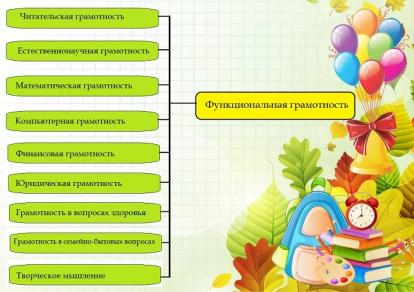 Читательская грамотность
Естественнонаучная грамотность
Математическая грамотность
Компьютерная грамотность
Финансовая грамотность
Юридическая грамотность
Грамотность в вопросах здоровья
Грамотность в семейно-бытовых вопросах
Творческое мышление
Функциональная грамотность